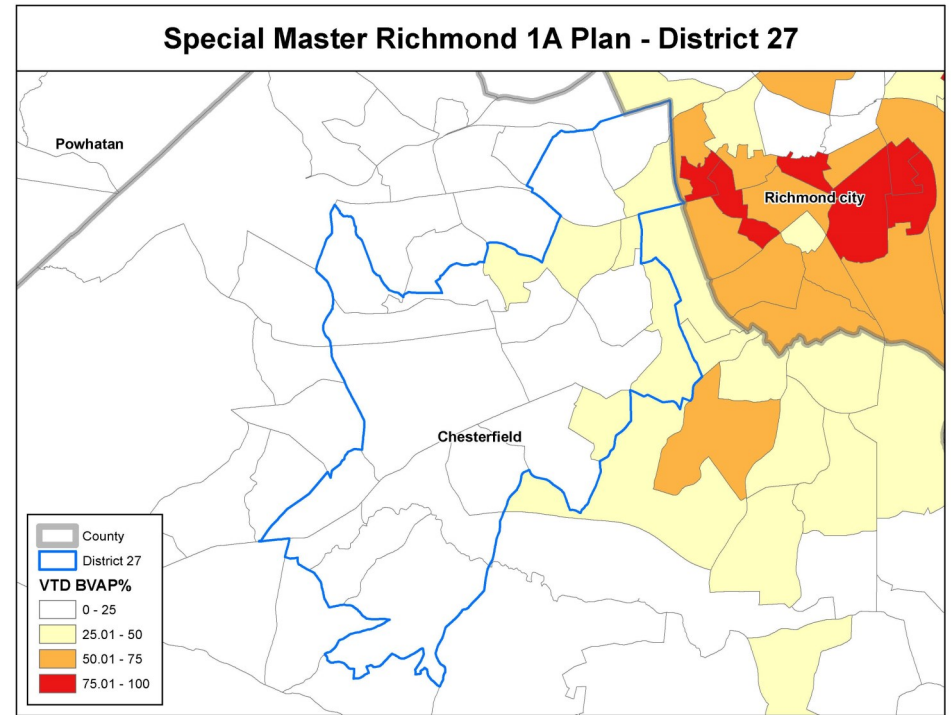 Special Master Richmond 1A Plan - District 27
Powhatan
Richmond city
Chesterfield
County
District 27
VTD BVAP%
0 - 25
25.01 - 50
50.01 - 75
75.01 - 100